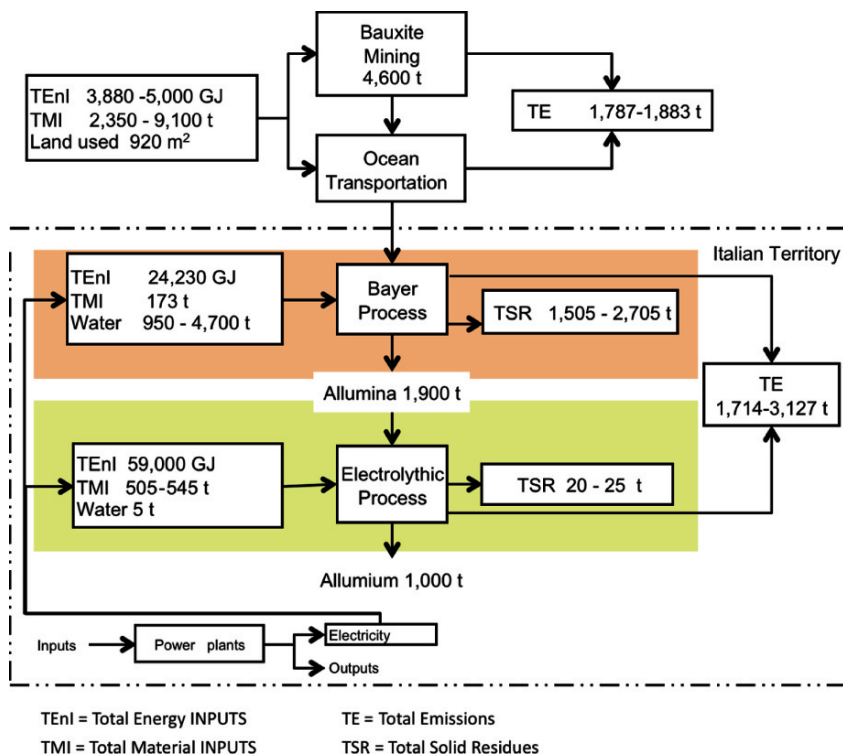 Bauxite
Mining
4,600 t
TEnI 3,880 -5,000 GJ
TMI 2,350 - 9,100 t
Land used 920 m²
TE 1,787-1,883 t
Ocean
Transportation
Italian Territory
TEnI 24,230 GJ
TMI 173 t
Water 950 - 4,700 t
Bayer
Process
TSR 1,505 - 2,705 t
Allumina 1,900 t
TE
1,714-3,127 t
TEnI 59,000 GJ
TMI 505-545 t
Water 5 t
Electrolythic
Process
TSR 20 - 25 t
Allumium 1,000 t
Inputs
Power plants
Electricity
Outputs
TEnI = Total Energy INPUTS
TE = Total Emissions
TMI = Total Material INPUTS
TSR = Total Solid Residues